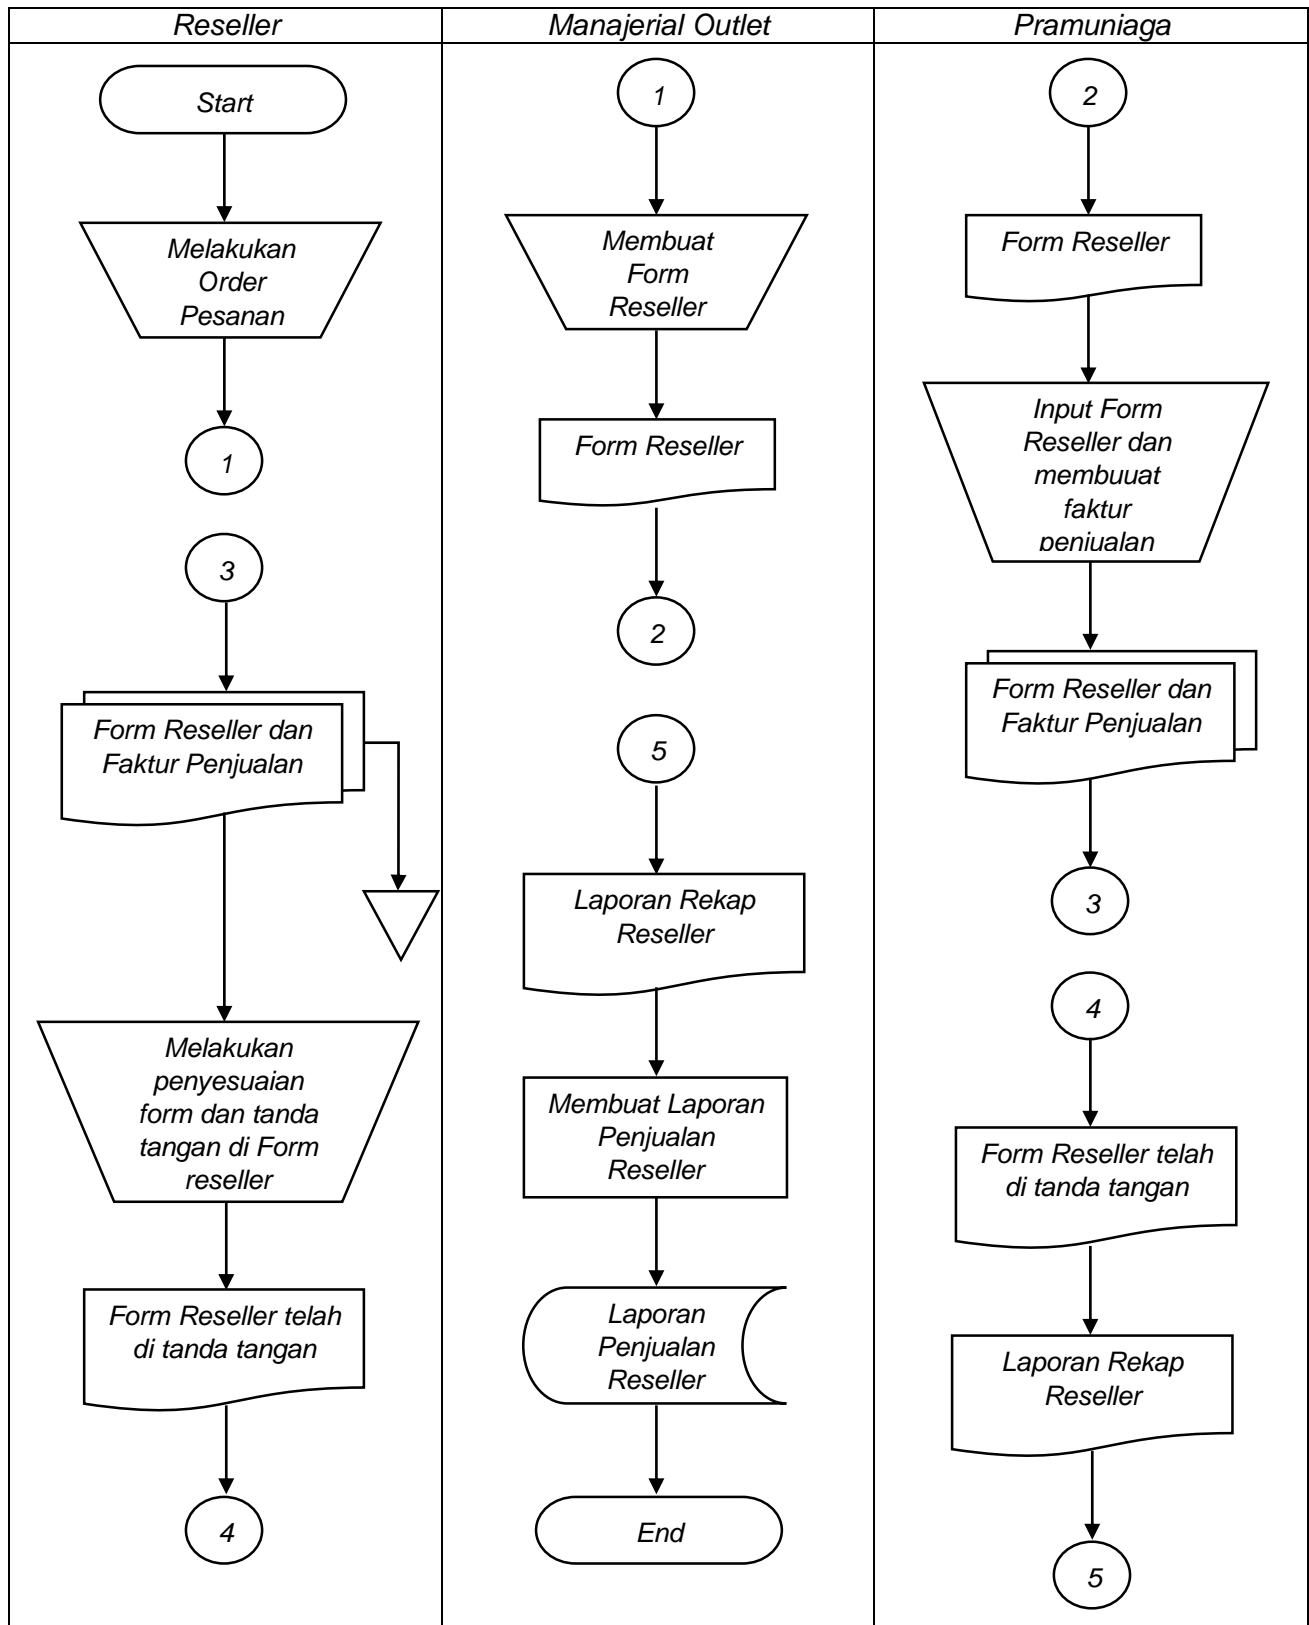 Reseller
Manajerial Outlet
Pramuniaga
Start
Melakukan
Order
Pesanan
1
3
Form Reseller dan
Faktur Penjualan
Melakukan
penyesuaian
form dan tanda
tangan di Form
reseller
Form Reseller telah
di tanda tangan
4
1
Membuat
Form
Reseller
Form Reseller
2
5
Laporan Rekap
Reseller
Membuat Laporan
Penjualan
Reseller
Laporan
Penjualan
Reseller
End
2
Form Reseller
Input Form
Reseller dan
membuuat
faktur
penjualan
Form Reseller dan
Faktur Penjualan
3
4
Form Reseller telah
di tanda tangan
Laporan Rekap
Reseller
5